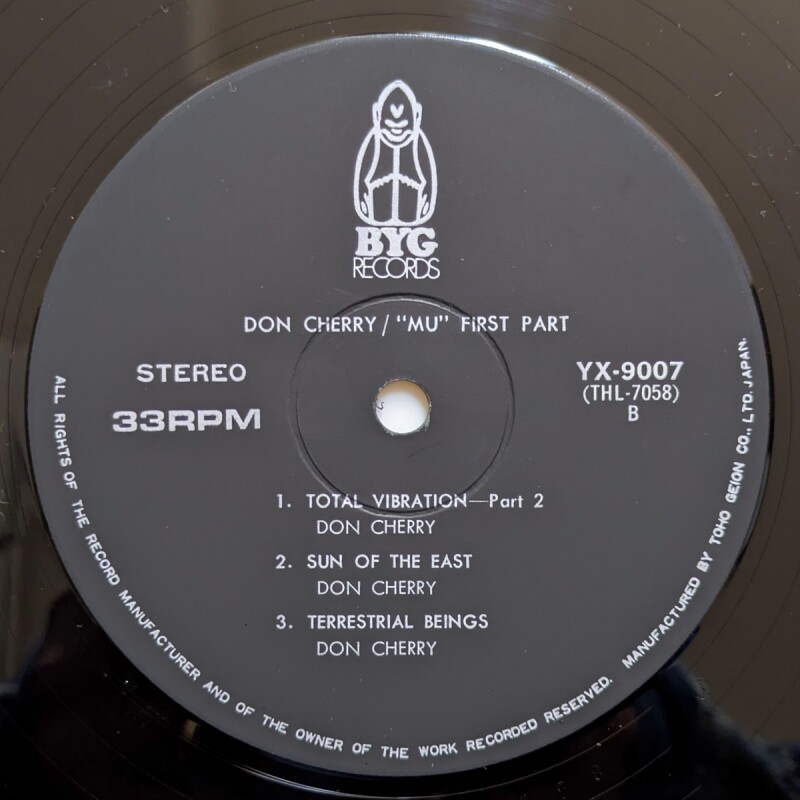 BYG
RECORDS
DON CHERRY / "MU" FiRST PART
STEREO
33RPM
YX-9007
(THL-7058)
B
1. TOTAL VIBRATION—Part 2
DON CHERRY
2. SUN OF THE EAST
DON CHERRY
3. TERRESTRIAL BEINGS
DON CHERRY
ALL RIGHTS OF THE RECORD MANUFACTURER AND OF THE OWNER OF THE WORK RECORDED RESERVED. MANUFACTURED BY TOHO GEION CO., LTD. JAPAN.